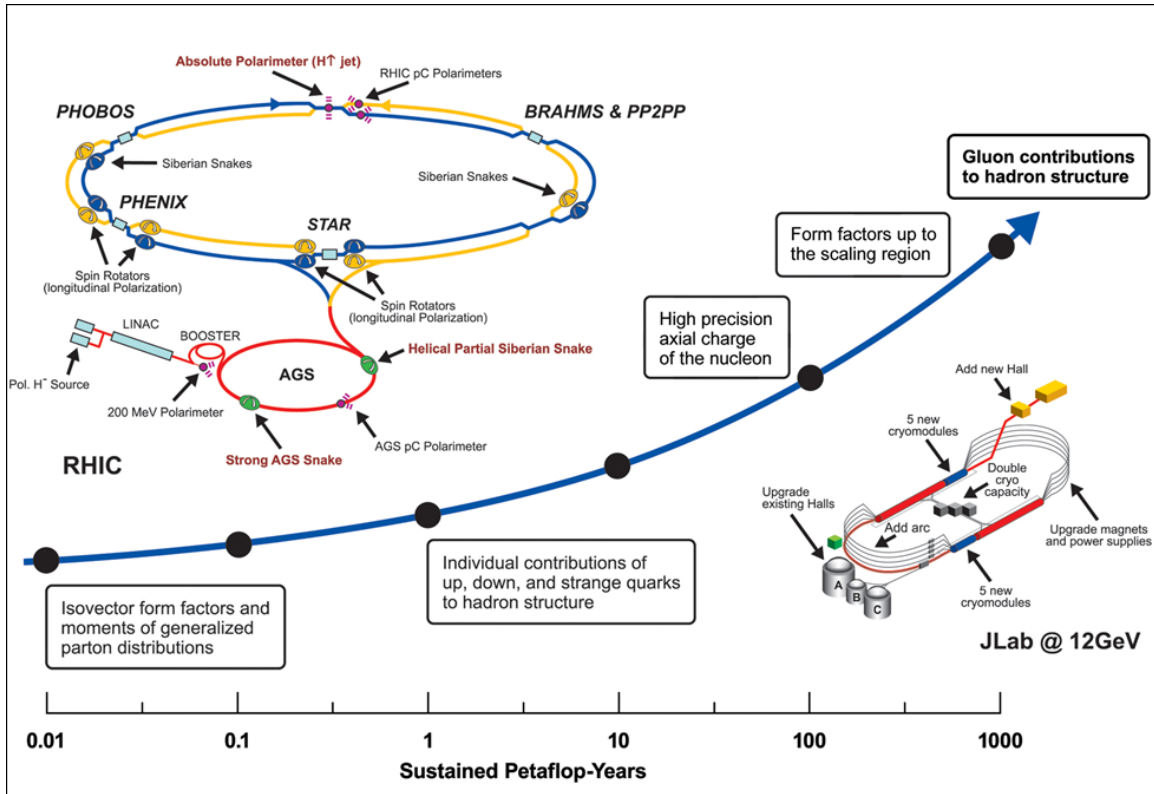 Absolute Polarimeter (H↑ jet)
RHIC pC Polarimeters
PHOBOS
BRAHMS & PP2PP
Siberian Snakes
Siberian Snakes
PHENIX
STAR
Spin Rotators
(longitudinal Polarization)
Spin Rotators
(longitudinal Polarization)
LINAC
BOOSTER
Pol. H⁻ Source
AGS
Helical Partial Siberian Snake
200 MeV Polarimeter
AGS pC Polarimeter
Strong AGS Snake
RHIC
Gluon contributions
to hadron structure
Form factors up to
the scaling region
High precision
axial charge
of the nucleon
Individual contributions of
up, down, and strange quarks
to hadron structure
Isovector form factors and
moments of generalized
parton distributions
Add new Hall
5 new
cryomodules
Double
cryo
capacity
Upgrade
existing Halls
Add arc
Upgrade magnets
and power supplies
5 new
cryomodules
A
B
C
JLab @ 12GeV
0.01
0.1
1
10
100
1000
Sustained Petaflop-Years